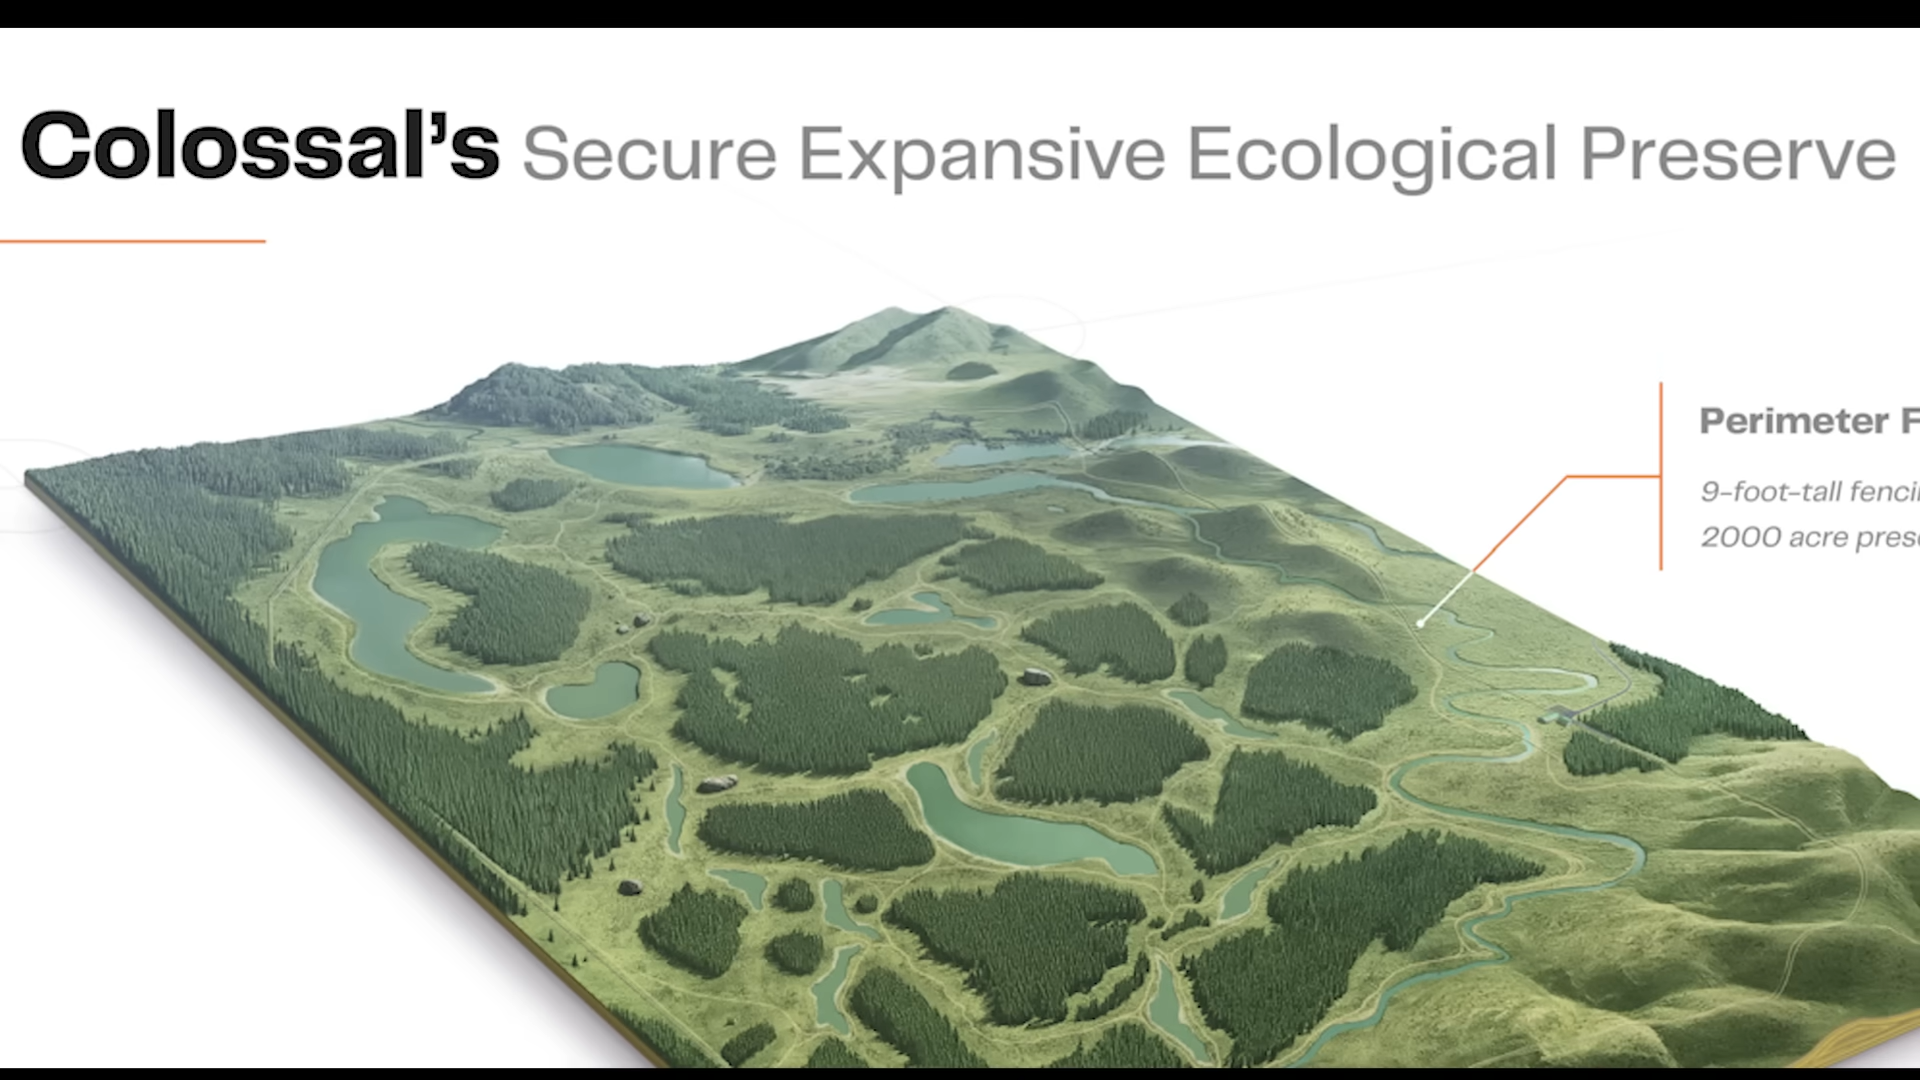 Colossal’s Secure Expansive Ecological Preserve
Perimeter
9-foot-tall
2000 acre